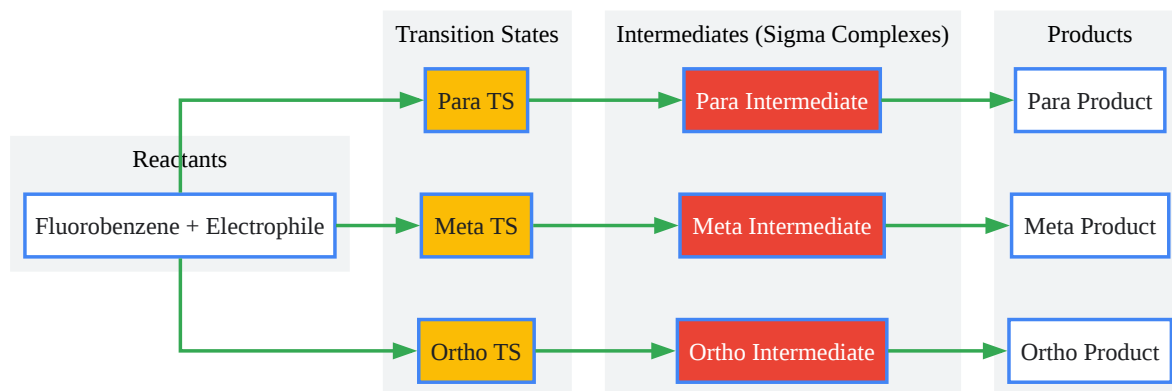 Transition States
Intermediates (Sigma Complexes)
Products
Para TS
Para Intermediate
Para Product
Reactants
Fluorobenzene + Electrophile
Meta TS
Meta Intermediate
Meta Product
Ortho TS
Ortho Intermediate
Ortho Product